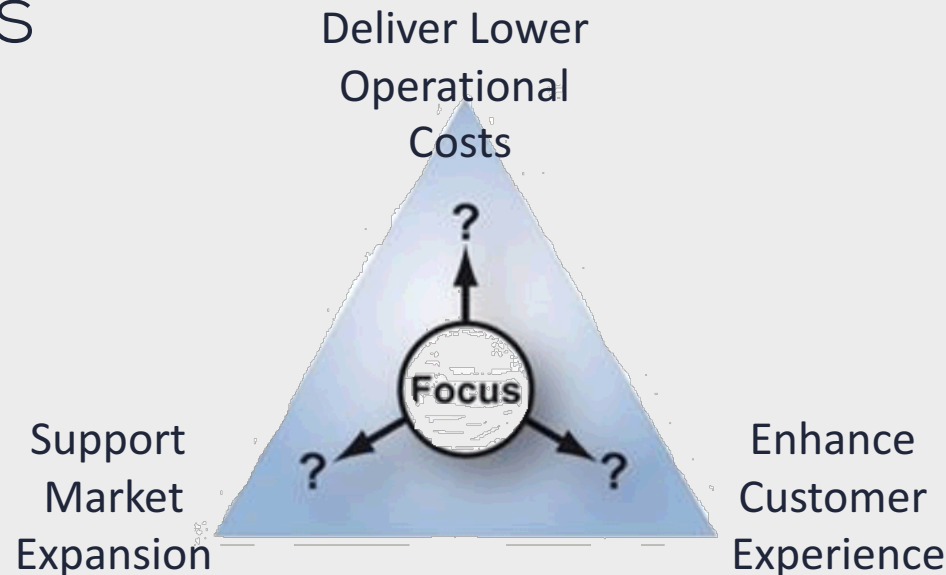 s
Deliver Lower
Operational
Costs
?
Focus
? ?
Support
Market
Expansion
Enhance
Customer
Experience